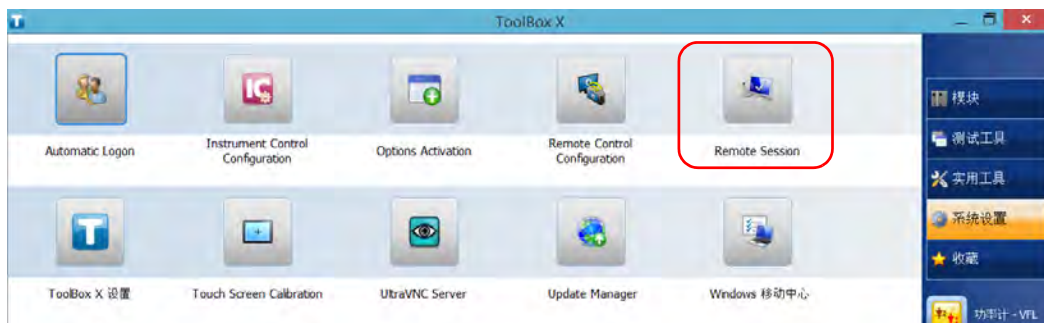 ToolBox X
Automatic Logon
Instrument Control
Configuration
Options Activation
Remote Control
Configuration
Remote Session
ToolBox X 设置
Touch Screen Calibration
UltraVNC Server
Update Manager
Windows 移动中心
模块
测试工具
实用工具
系统设置
收藏
功率计 - VFL